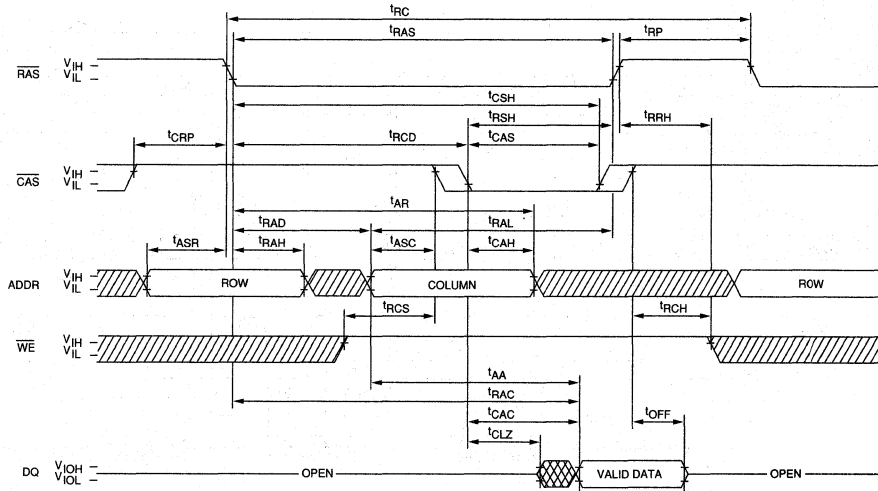 tRC
tRAS tRP
RAS VIH
VIL
tCSH
tRSH tRRH
tCRP tRCD tCAS
CAS VIH
VIL
tAR
tRAD tRAL
tASR tRAH tASC tCAH
ADDR VIH
VIL
ROW COLUMN ROW
tRCS tRCH
WE VIH
VIL
tAA
tRAC
tCAC tOFF
tCLZ
DQ VIOH
VIOL
OPEN VALID DATA OPEN